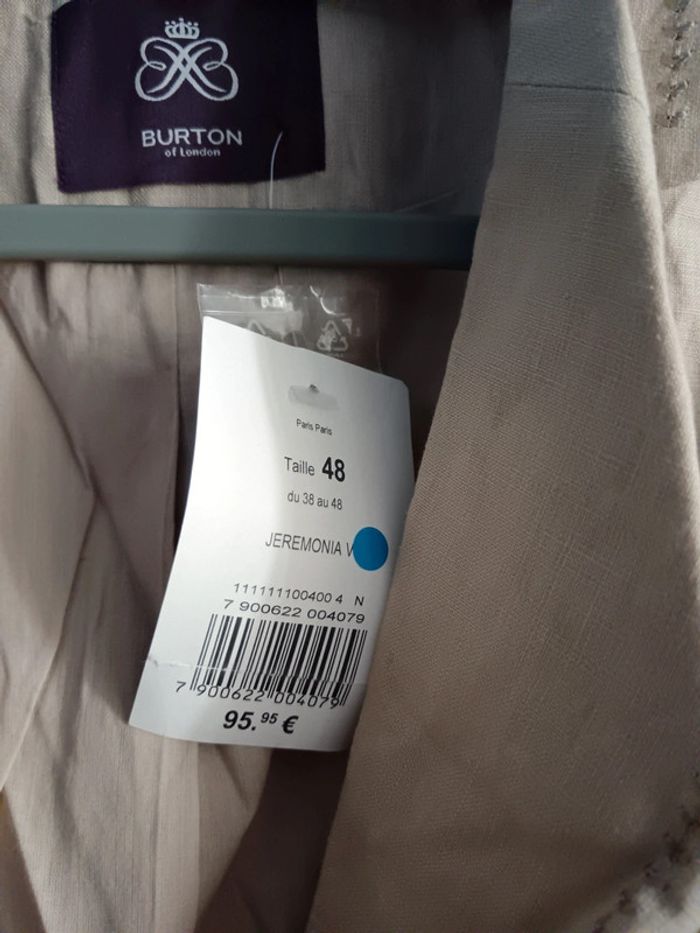 BURTON
of London
Paris Paris
Taille 48
du 38 au 48
JEREMONIA V
111111100400 4 N
7 900622 004079
7 900622 004079
95.95 €